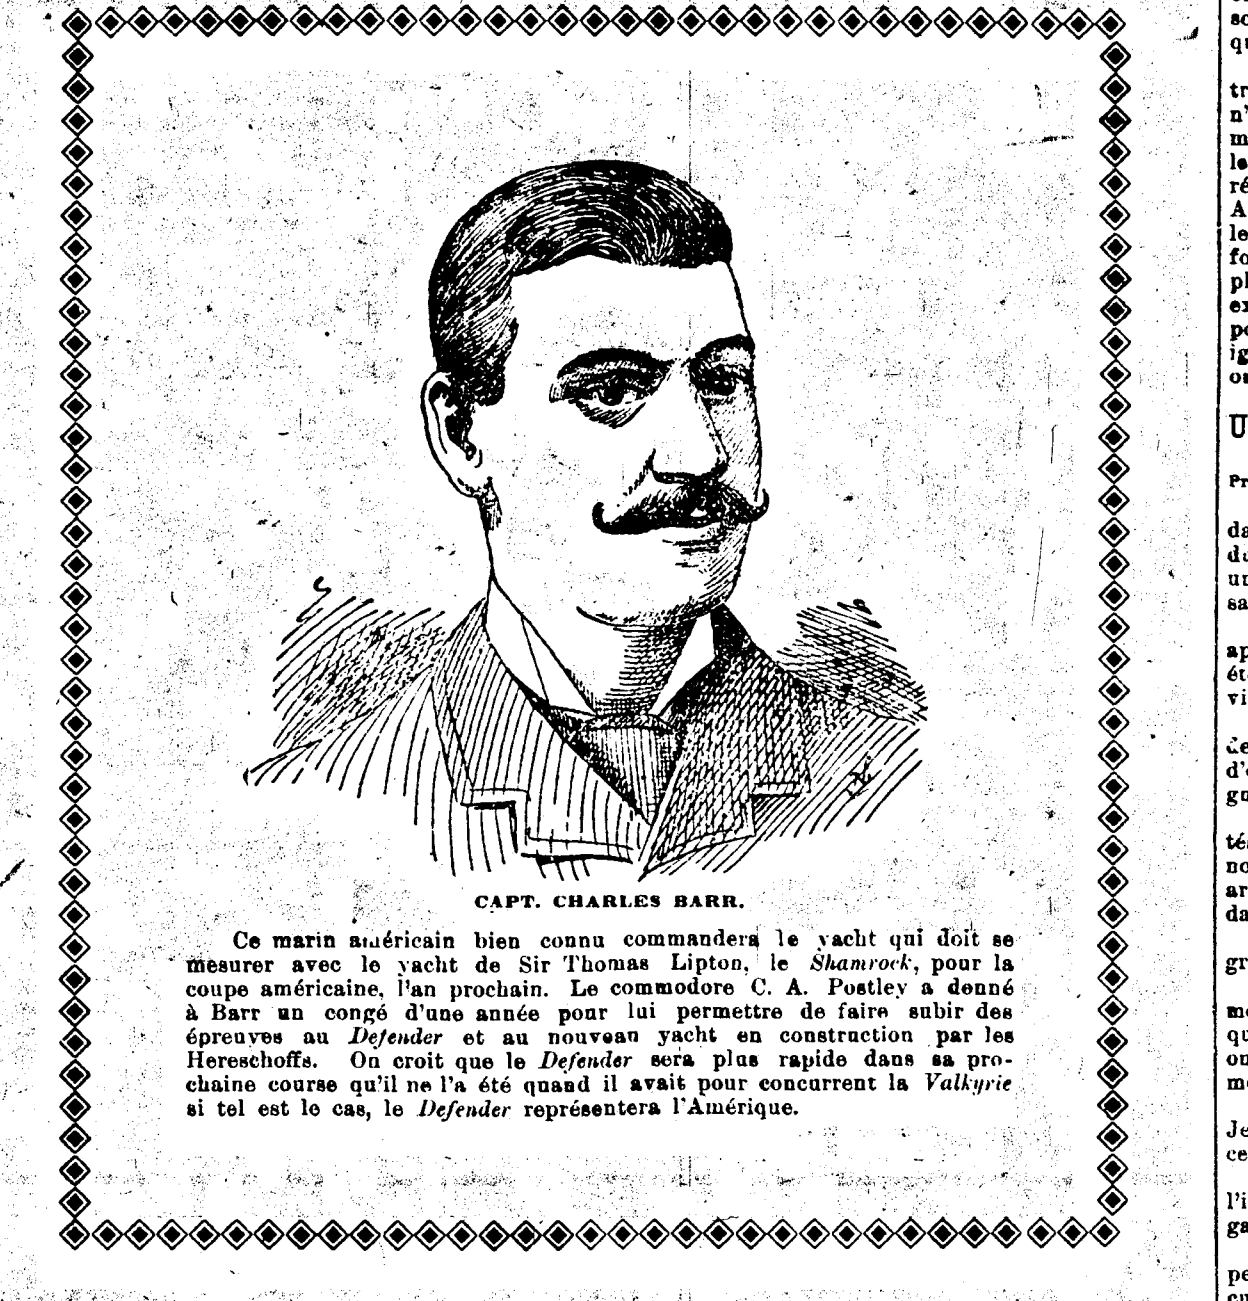 CAPT. CHARLES BARR.
Ce marin américain bien connu commandera le yacht qui doit se
mesurer avec le yacht de Sir Thomas Lipton, le Shamrock, pour la
coupe américaine, l'an prochain. Le commodore C. A. Postley a donné
à Barr un congé d'une année pour lui permettre de faire subir des
épreuves au Defender et au nouveau yacht en construction par les
Hereschoffs. On croit que le Defender sera plus rapide dans sa pro-
chaine course qu'il ne l'a été quand il avait pour concurrent la Valkyrie
si tel est le cas, le Defender représentera l'Amérique.